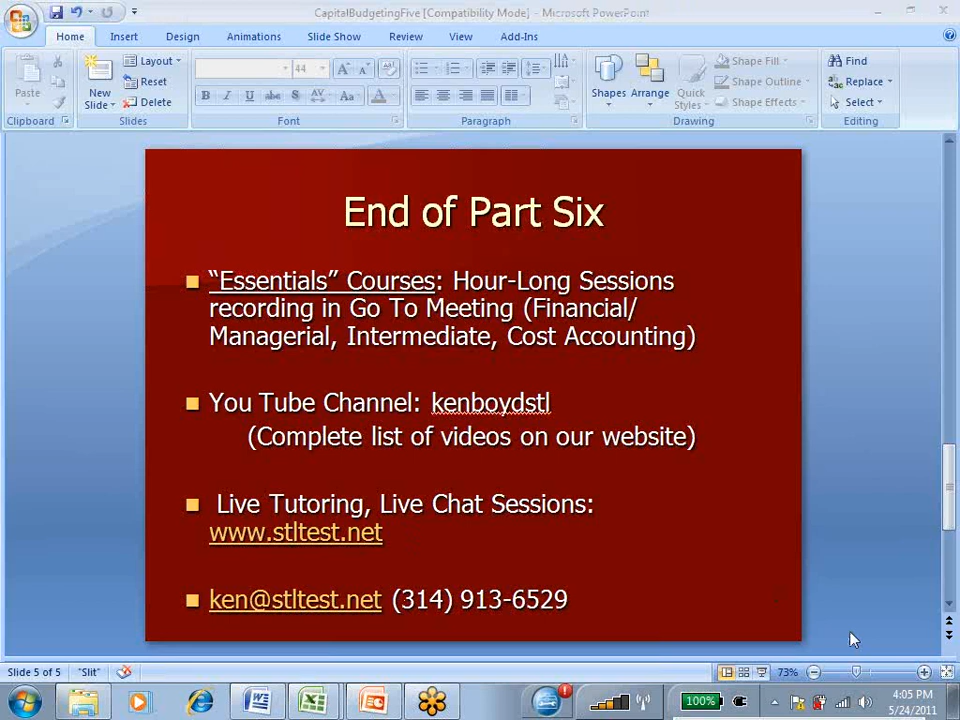 CapitalBudgetingFive [Compatibility Mode] - Microsoft PowerPoint
Home Insert Design Animations Slide Show Review View Add-Ins
Paste
New Slide
Layout
Reset
Delete
44
B I U abc S AV Aa A
Shapes Arrange Quick Styles
Shape Fill
Shape Outline
Shape Effects
Find
Replace
Select
Clipboard Slides Font Paragraph Drawing Editing
End of Part Six
“Essentials” Courses: Hour-Long Sessions
recording in Go To Meeting (Financial/
Managerial, Intermediate, Cost Accounting)
You Tube Channel: kenboydstl
(Complete list of videos on our website)
Live Tutoring, Live Chat Sessions:
www.stltest.net
ken@stltest.net (314) 913-6529
Slide 5 of 5 "Slit" 73%
100% 4:05 PM
5/24/2011